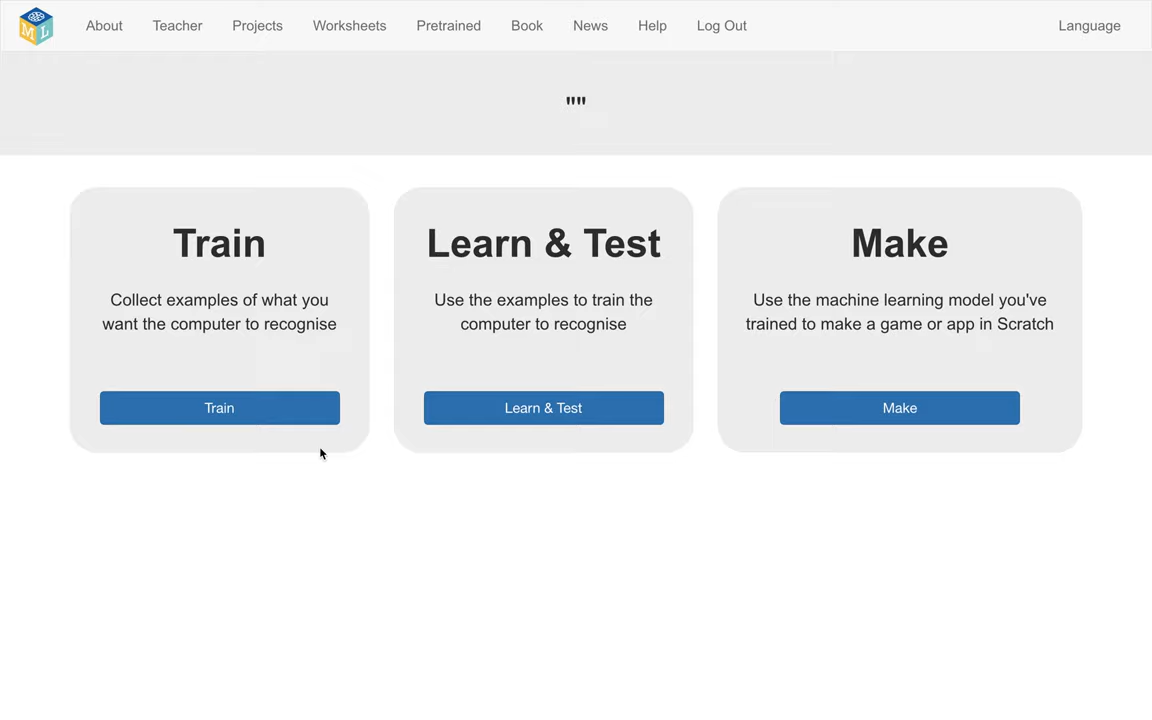 ML About Teacher Projects Worksheets Pretrained Book News Help Log Out Language
""
Train
Collect examples of what you
want the computer to recognise
Train
Learn & Test
Use the examples to train the
computer to recognise
Learn & Test
Make
Use the machine learning model you've
trained to make a game or app in Scratch
Make